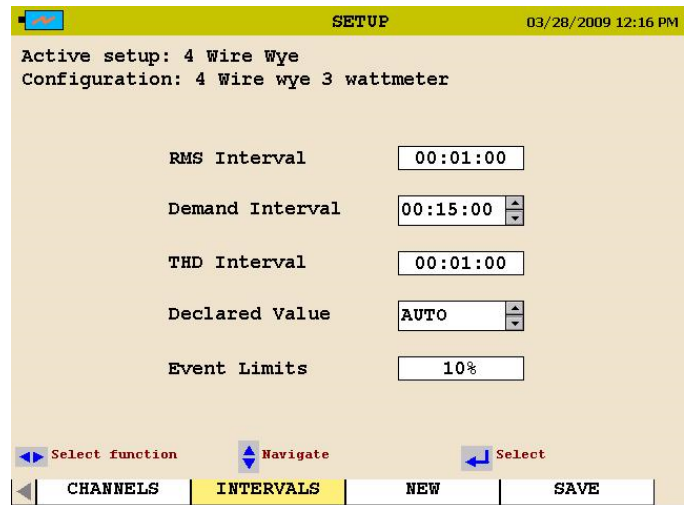 SETUP 03/28/2009 12:16 PM
Active setup: 4 Wire Wye
Configuration: 4 Wire wye 3 wattmeter
RMS Interval 00:01:00
Demand Interval 00:15:00
THD Interval 00:01:00
Declared Value AUTO
Event Limits 10%
Select function Navigate Select
CHANNELS INTERVALS NEW SAVE